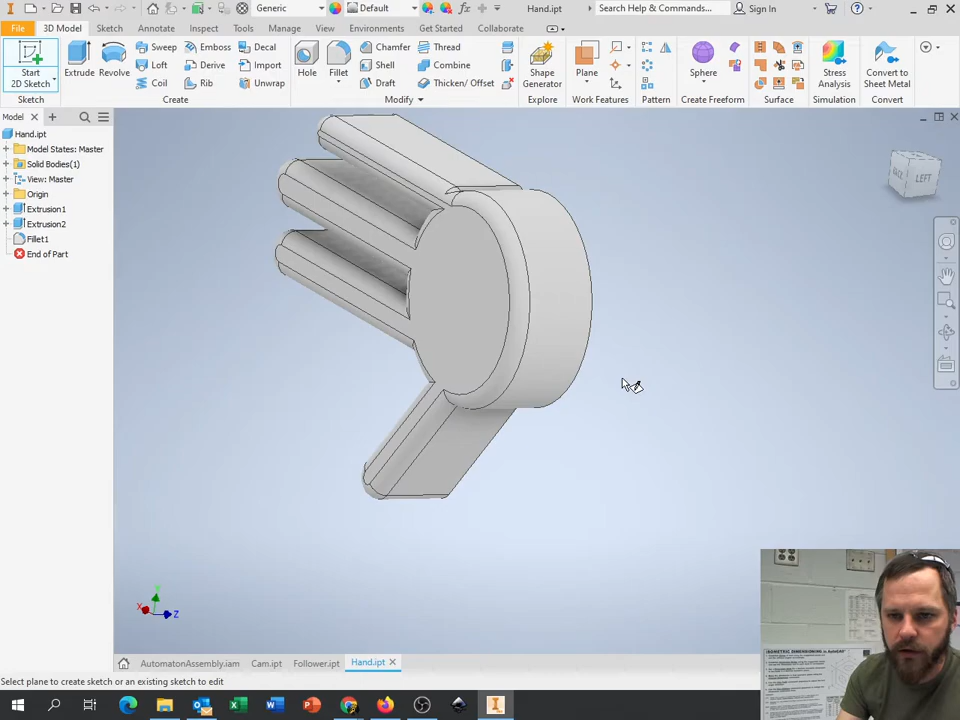 Generic
Default
fx
Hand.ipt
Search Help & Commands...
Sign In
File
3D Model
Sketch
Annotate
Inspect
Tools
Manage
View
Environments
Get Started
Collaborate
Start
2D Sketch
Extrude
Revolve
Sweep
Emboss
Decal
Loft
Derive
Import
Coil
Rib
Unwrap
Hole
Fillet
Chamfer
Thread
Shell
Combine
Draft
Thicken/ Offset
Shape
Generator
Plane
Sphere
Stress
Analysis
Convert to
Sheet Metal
Sketch
Create
Modify
Explore
Work Features
Pattern
Create Freeform
Surface
Simulation
Convert
Model
Hand.ipt
Model States: Master
Solid Bodies(1)
View: Master
Origin
Extrusion1
Extrusion2
Fillet1
End of Part
LEFT
Y
X
Z
AutomatonAssembly.iam
Cam.ipt
Follower.ipt
Hand.ipt
Select plane to create sketch or an existing sketch to edit
ISOMETRIC DIMENSIONING in AutoCAD